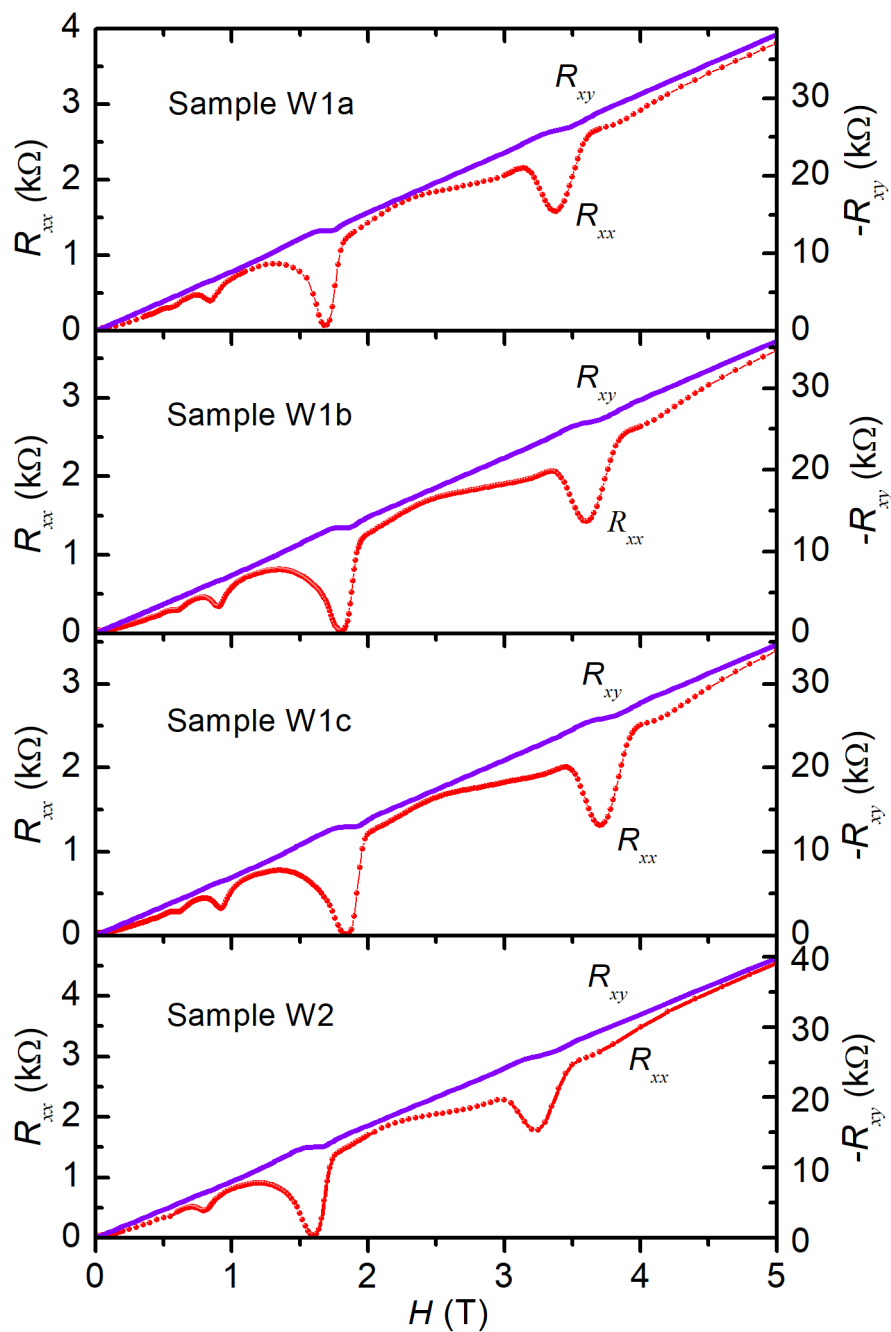 4
3
2
1
0
R_xx (kΩ)
Sample W1a
R_xy
R_xx
30
20
10
0
-R_xy (kΩ)
3
2
1
0
R_xx (kΩ)
Sample W1b
R_xy
R_xx
30
20
10
0
-R_xy (kΩ)
3
2
1
0
R_xx (kΩ)
Sample W1c
R_xy
R_xx
30
20
10
0
-R_xy (kΩ)
4
3
2
1
0
R_xx (kΩ)
Sample W2
R_xy
R_xx
40
30
20
10
0
-R_xy (kΩ)
0 1 2 3 4 5
H (T)